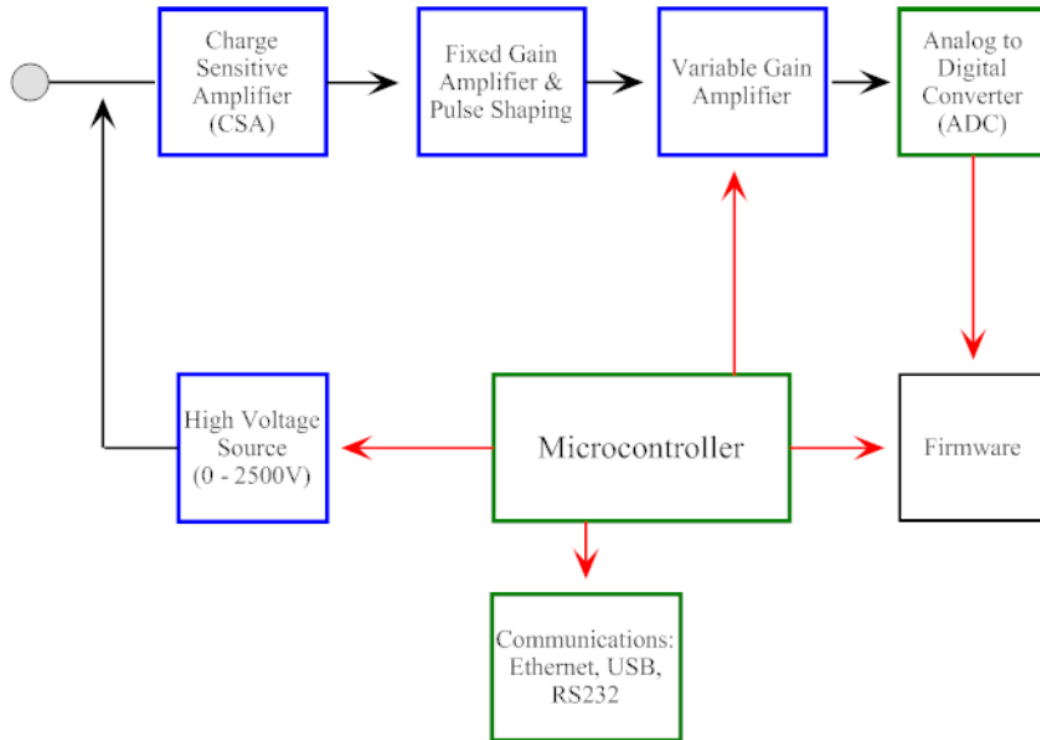 Charge
Sensitive
Amplifier
(CSA)
Fixed Gain
Amplifier &
Pulse Shaping
Variable Gain
Amplifier
Analog to
Digital
Converter
(ADC)
High Voltage
Source
(0 - 2500V)
Microcontroller
Firmware
Communications:
Ethernet, USB,
RS232